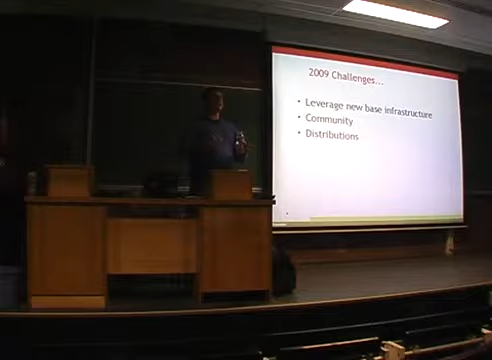 2009 Challenges...
• Leverage new base infrastructure
• Community
• Distributions